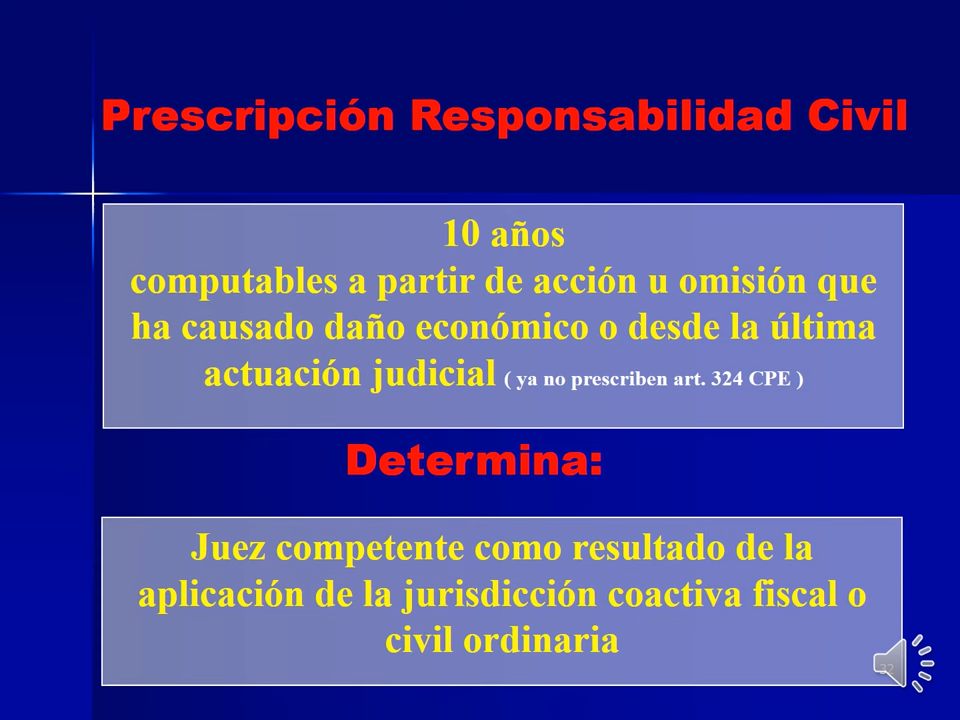 Prescripción Responsabilidad Civil
10 años
computables a partir de acción u omisión que
ha causado daño económico o desde la última
actuación judicial ( ya no prescriben art. 324 CPE )
Determina:
Juez competente como resultado de la
aplicación de la jurisdicción coactiva fiscal o
civil ordinaria
22